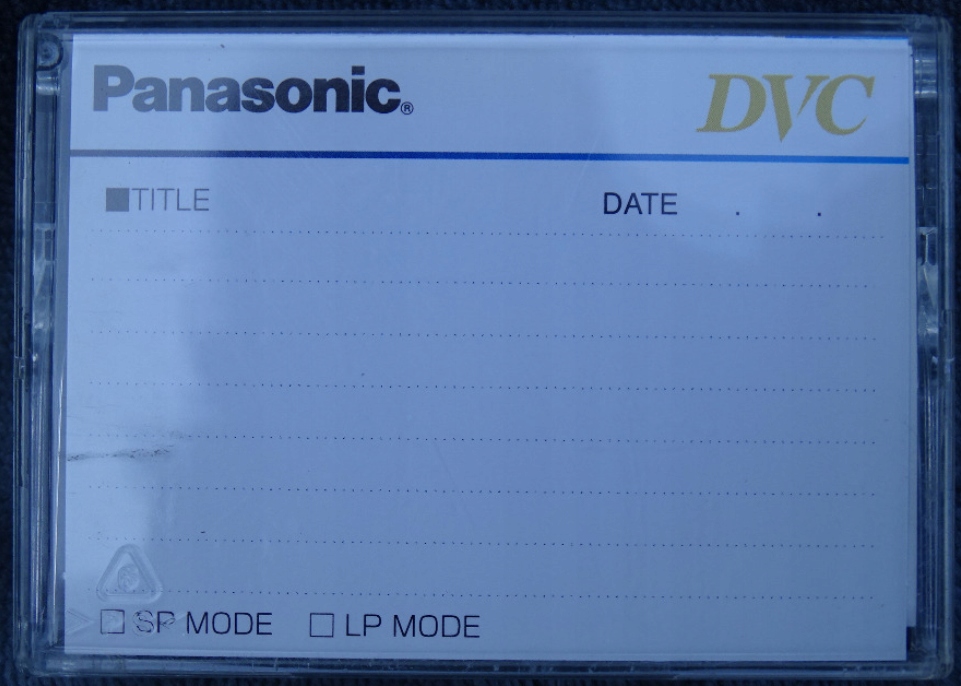 Panasonic® DVC
■TITLE DATE . .
□ SP MODE □ LP MODE